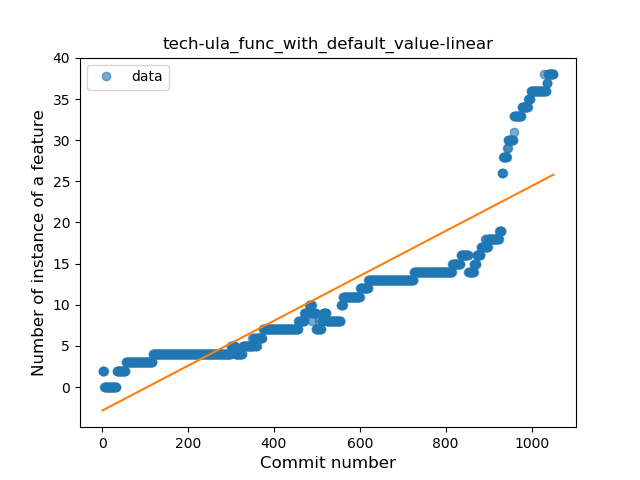 tech-ula_func_with_default_value-linear
data
Number of instance of a feature
40
35
30
25
20
15
10
5
0
0 200 400 600 800 1000
Commit number